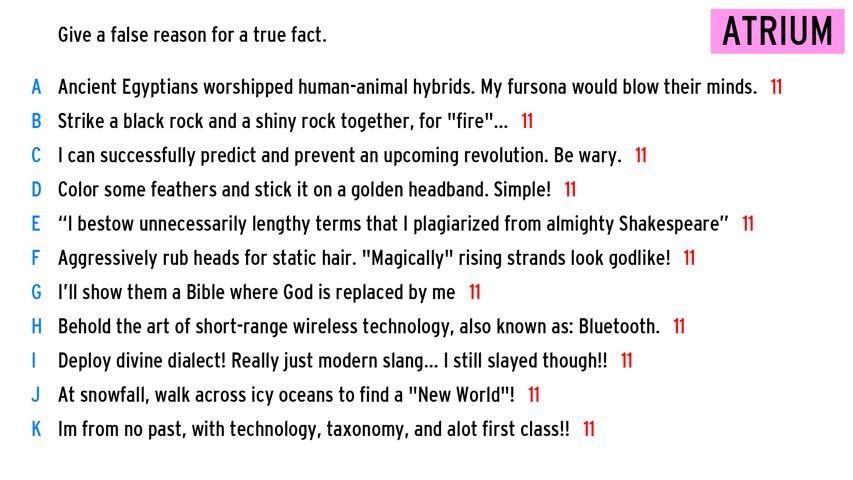 Give a false reason for a true fact.
ATRIUM
A Ancient Egyptians worshipped human-animal hybrids. My fursona would blow their minds. 11
B Strike a black rock and a shiny rock together, for "fire"... 11
C I can successfully predict and prevent an upcoming revolution. Be wary. 11
D Color some feathers and stick it on a golden headband. Simple! 11
E “I bestow unnecessarily lengthy terms that I plagiarized from almighty Shakespeare” 11
F Aggressively rub heads for static hair. "Magically" rising strands look godlike! 11
G I’ll show them a Bible where God is replaced by me 11
H Behold the art of short-range wireless technology, also known as: Bluetooth. 11
I Deploy divine dialect! Really just modern slang... I still slayed though!! 11
J At snowfall, walk across icy oceans to find a "New World"! 11
K Im from no past, with technology, taxonomy, and alot first class!! 11